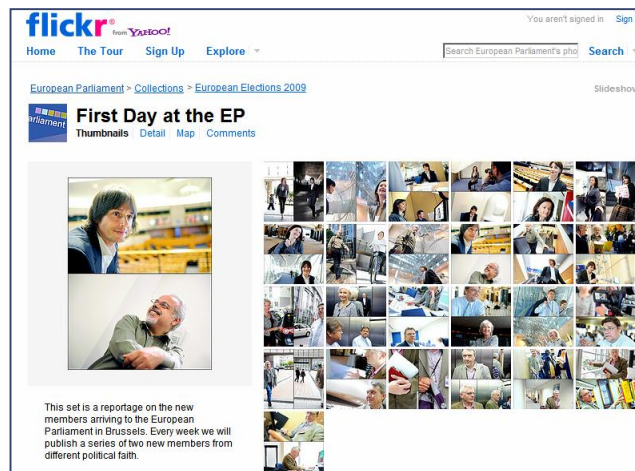 flickr from YAHOO!
You aren't signed in Sign
Home The Tour Sign Up Explore
Search European Parliament's pho Search
European Parliament > Collections > European Elections 2009
Slideshow
arliament
First Day at the EP
Thumbnails Detail Map Comments
This set is a reportage on the new
members arriving to the European
Parliament in Brussels. Every week we will
publish a series of two new members from
different political faith.